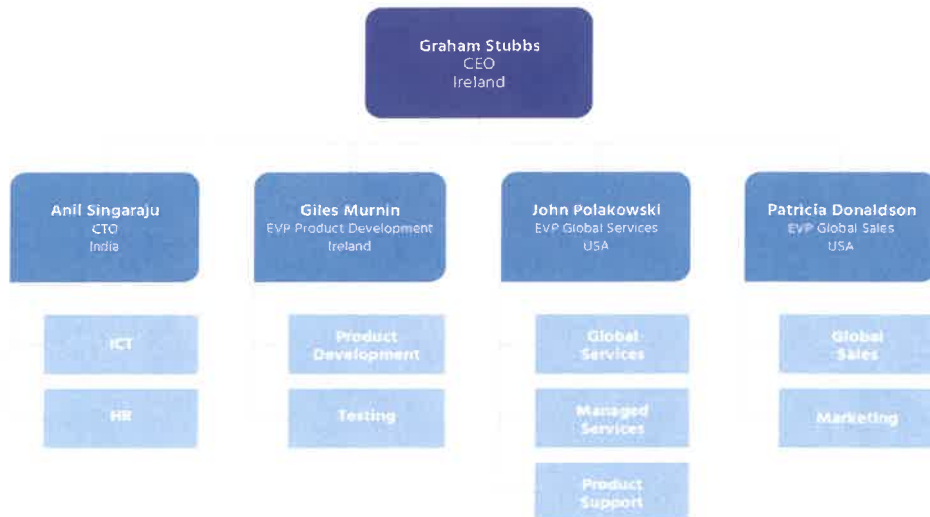 Graham Stubbs
CEO
Ireland
Anil Singaraju
CTO
India
Giles Murnin
EVP Product Development
Ireland
John Polakowski
EVP Global Services
USA
Patricia Donaldson
EVP Global Sales
USA
ICT
HR
Product
Development
Testing
Global
Services
Managed
Services
Product
Support
Global
Sales
Marketing